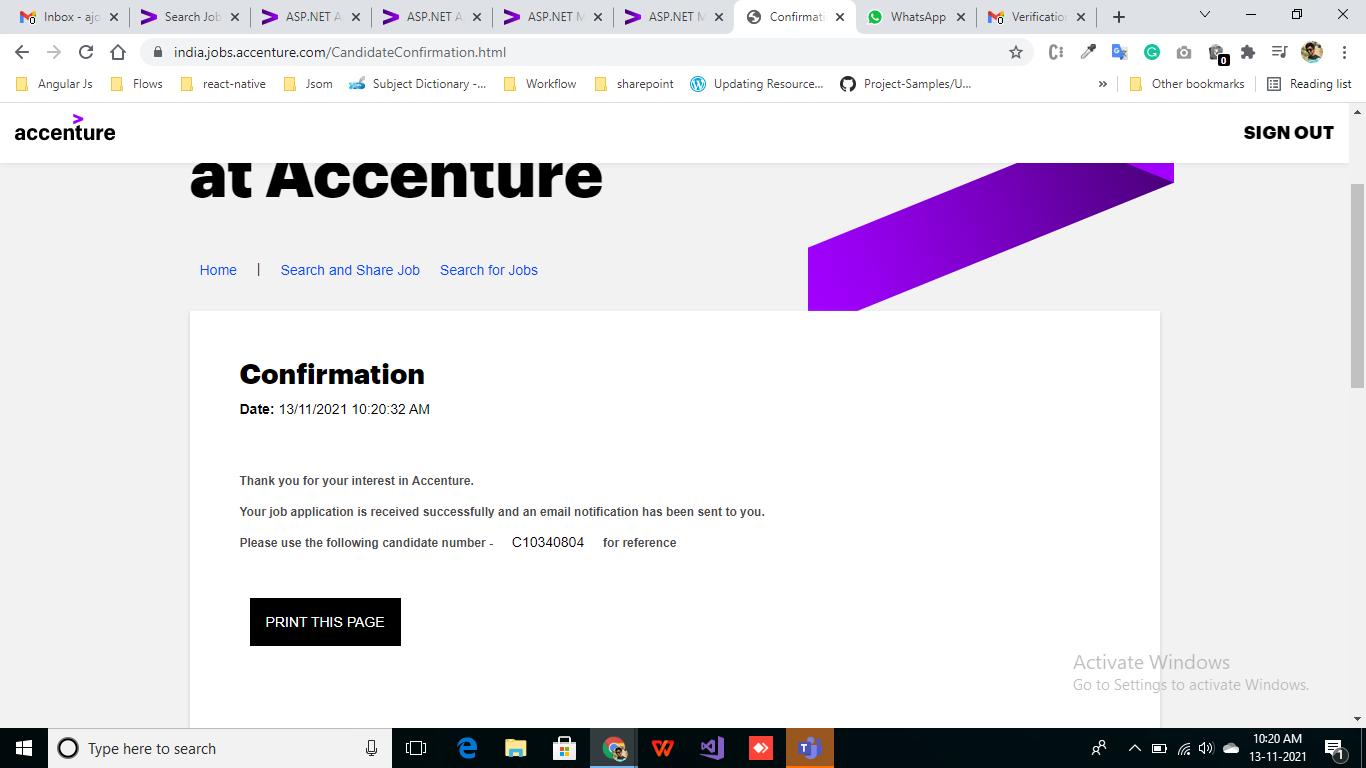 Inbox - ajo
Search Job
ASP.NET A
ASP.NET A
ASP.NET M
ASP.NET M
Confirmati
WhatsApp
Verification
india.jobs.accenture.com/CandidateConfirmation.html
0
Angular Js
Flows
react-native
Jsom
Subject Dictionary -...
Workflow
sharepoint
Updating Resource...
Project-Samples/U...
»
Other bookmarks
Reading list
accenture
SIGN OUT
at Accenture
Home | Search and Share Job Search for Jobs
Confirmation
Date: 13/11/2021 10:20:32 AM
Thank you for your interest in Accenture.
Your job application is received successfully and an email notification has been sent to you.
Please use the following candidate number - C10340804 for reference
PRINT THIS PAGE
Activate Windows
Go to Settings to activate Windows.
Type here to search
10:20 AM
13-11-2021
1